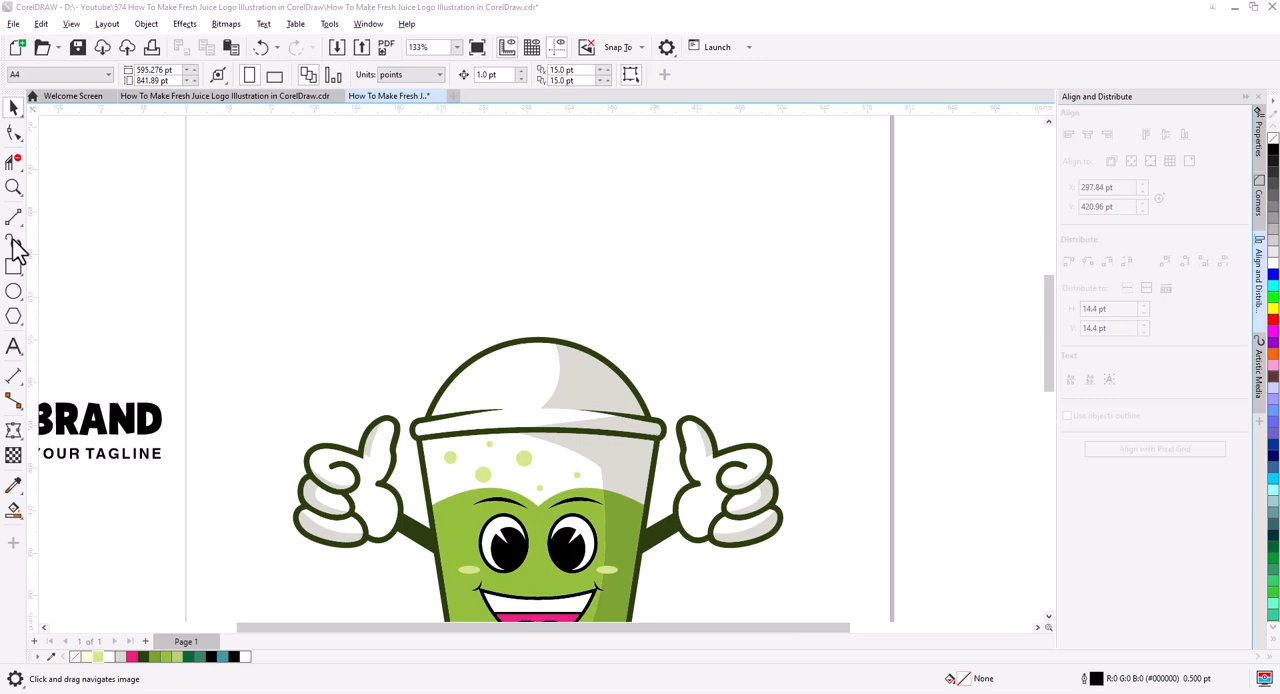 CorelDRAW - D:\- Youtube\574 How To Make Fresh Juice Logo Illustration in CorelDraw\How To Make Fresh Juice Logo Illustration in CorelDraw.cdr*
File Edit View Layout Object Effects Bitmaps Text Table Tools Window Help
PDF 133% Snap To Launch
A4 595.276 pt 841.89 pt Units: points 1.0 pt 15.0 pt 15.0 pt
Welcome Screen How To Make Fresh Juice Logo Illustration in CorelDraw.cdr How To Make Fresh J..*
Align and Distribute
Align
Align to:
X: 297.84 pt
Y: 420.96 pt
Distribute
Distribute to:
H: 14.4 pt
V: 14.4 pt
Text
Use objects outline
Align with Pixel Grid
Properties
Corners
Align and Distrib...
Artistic Media
BRAND
YOUR TAGLINE
1 of 1 Page 1
Click and drag navigates image None R:0 G:0 B:0 (#000000) 0.500 pt